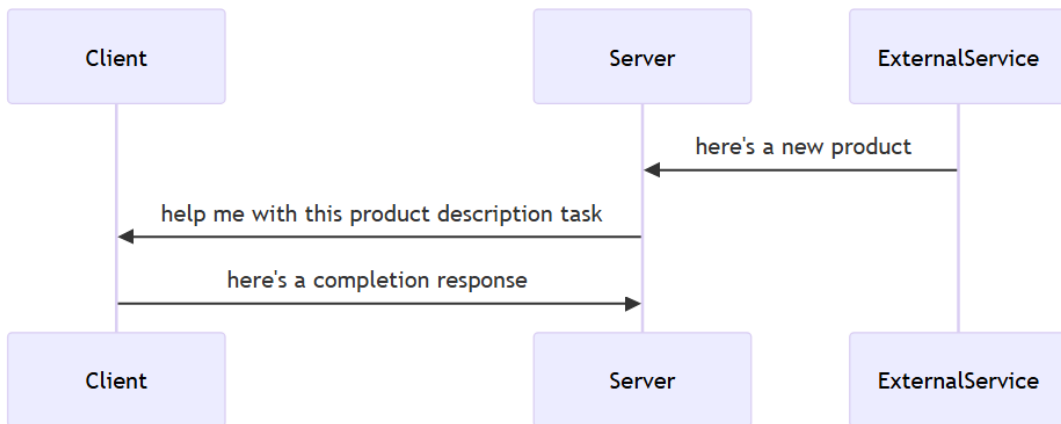 Client
Server
ExternalService
here's a new product
help me with this product description task
here's a completion response
Client
Server
ExternalService